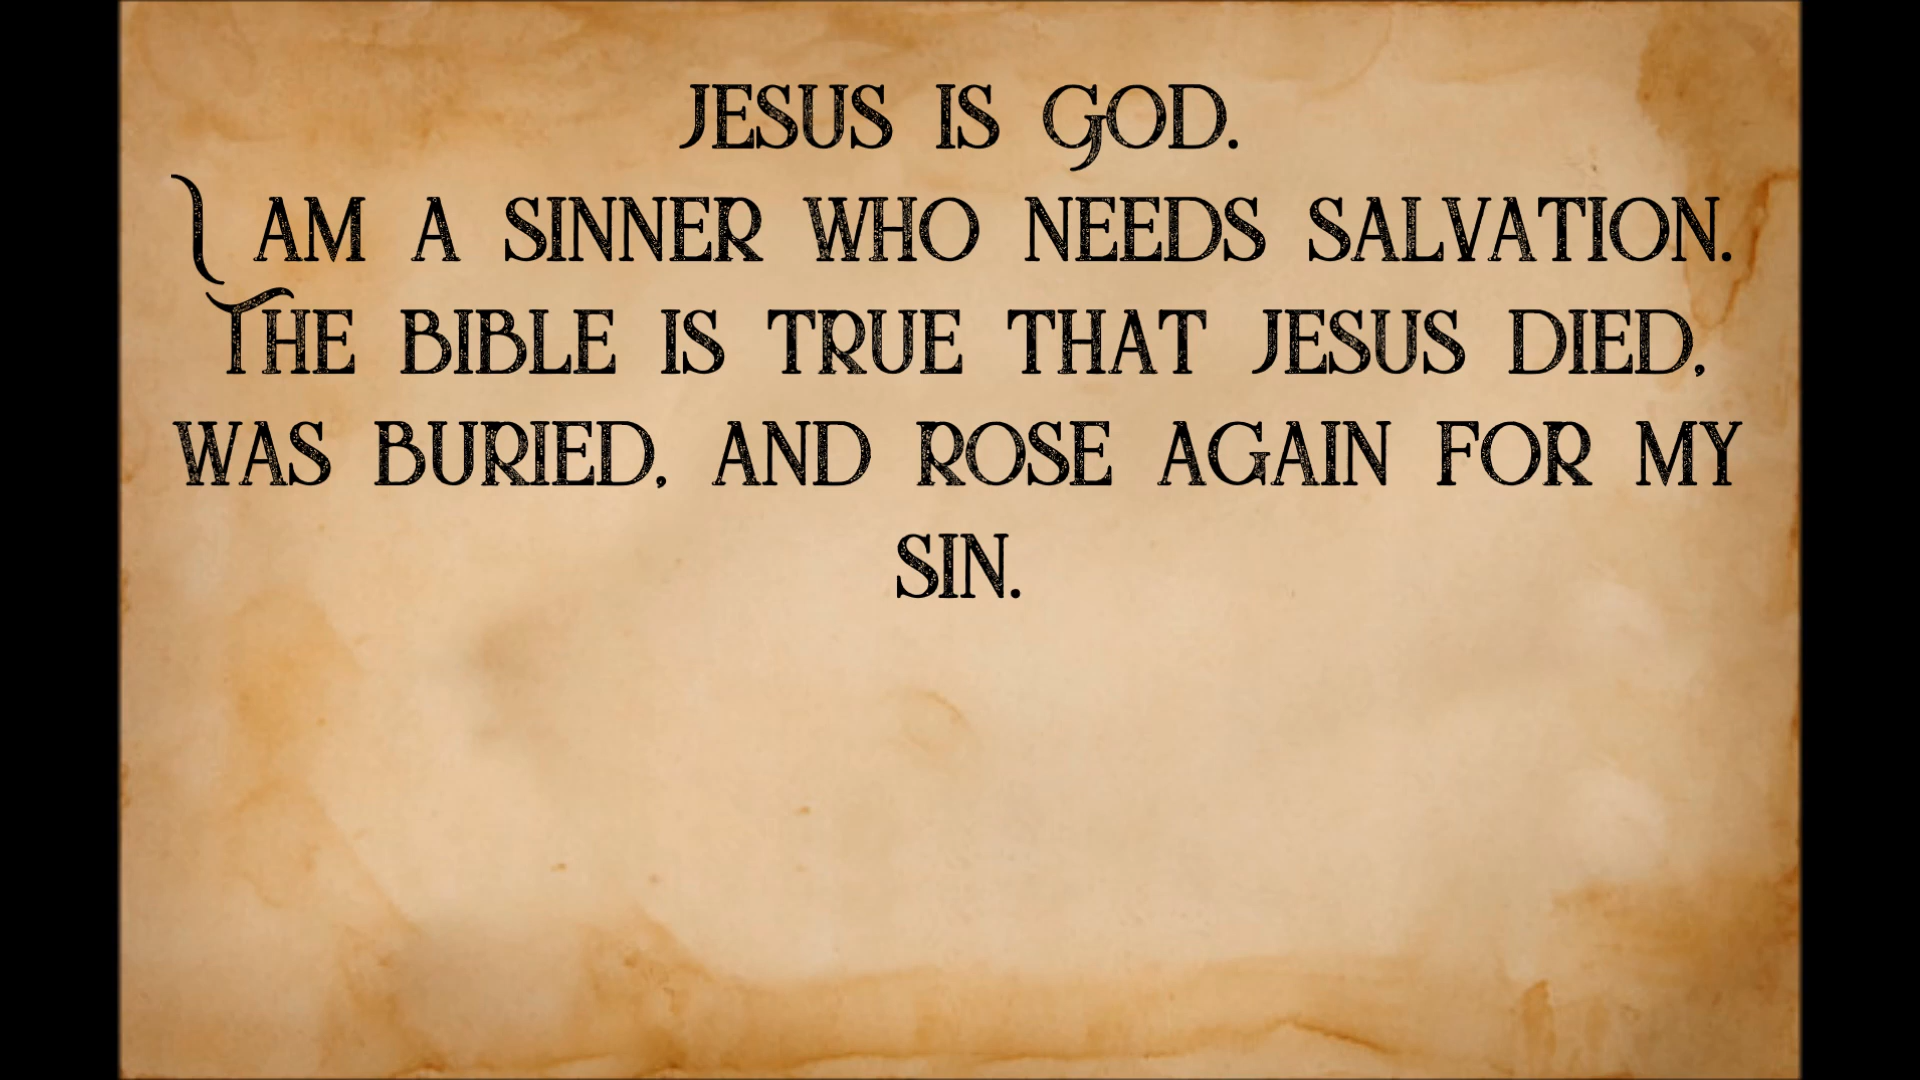 JESUS IS GOD.
I AM A SINNER WHO NEEDS SALVATION.
THE BIBLE IS TRUE THAT JESUS DIED,
WAS BURIED, AND ROSE AGAIN FOR MY
SIN.